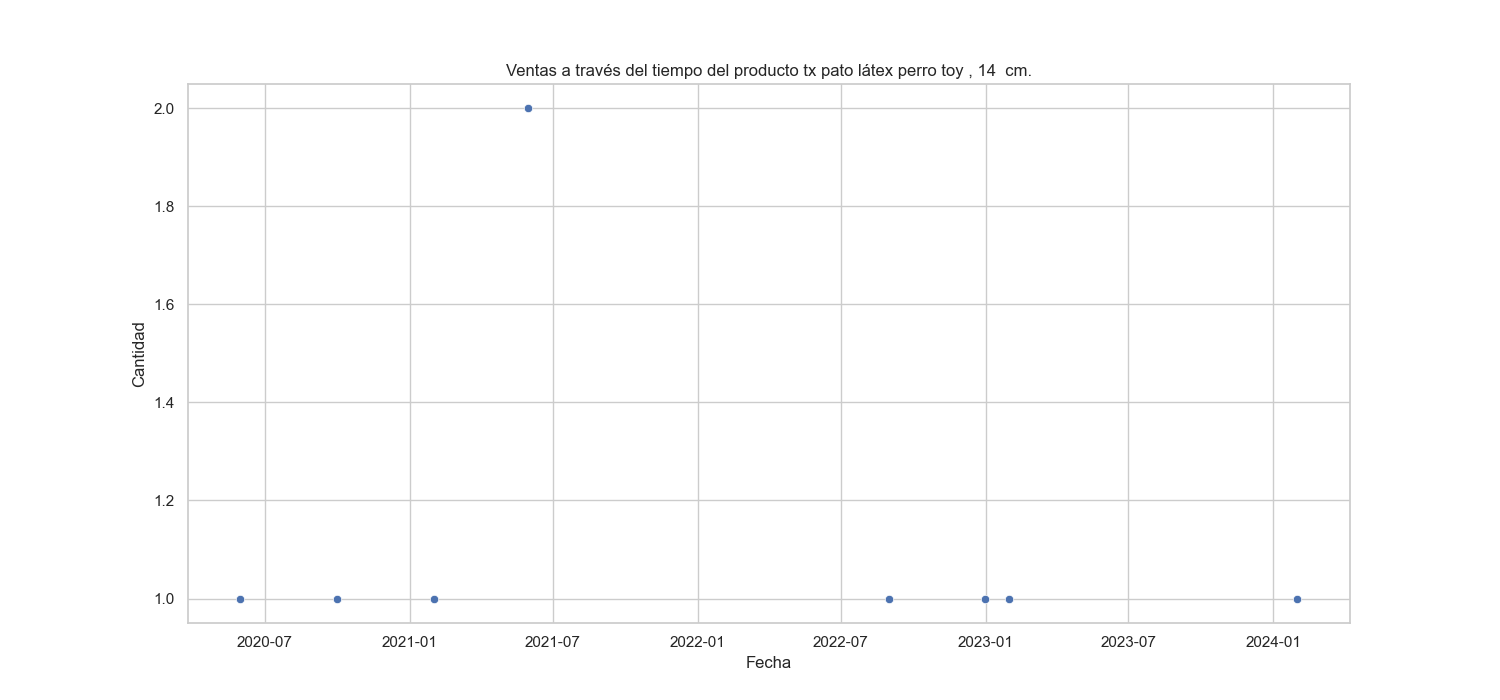 Ventas a través del tiempo del producto tx pato látex perro toy , 14  cm.
2.0
1.8
1.6
1.4
1.2
1.0
Cantidad
2020-07 2021-01 2021-07 2022-01 2022-07 2023-01 2023-07 2024-01
Fecha